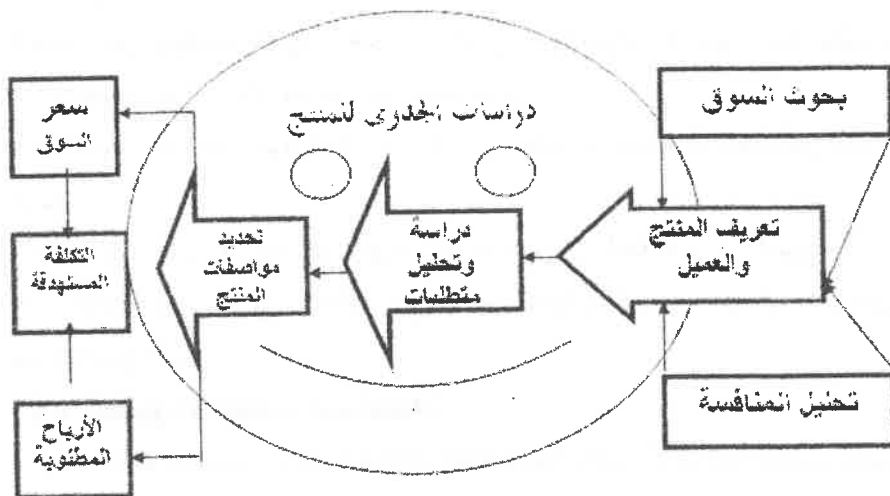 دراسات الجدوى للمنتج
بحوث السوق
سعر
السوق
تعريف المنتج
والعميل
دراسة
وتحليل
متطلبات
تحديد
مواصفات
المنتج
التكلفة
المستهدفة
تحليل المنافسة
الأرباح
المطلوبة